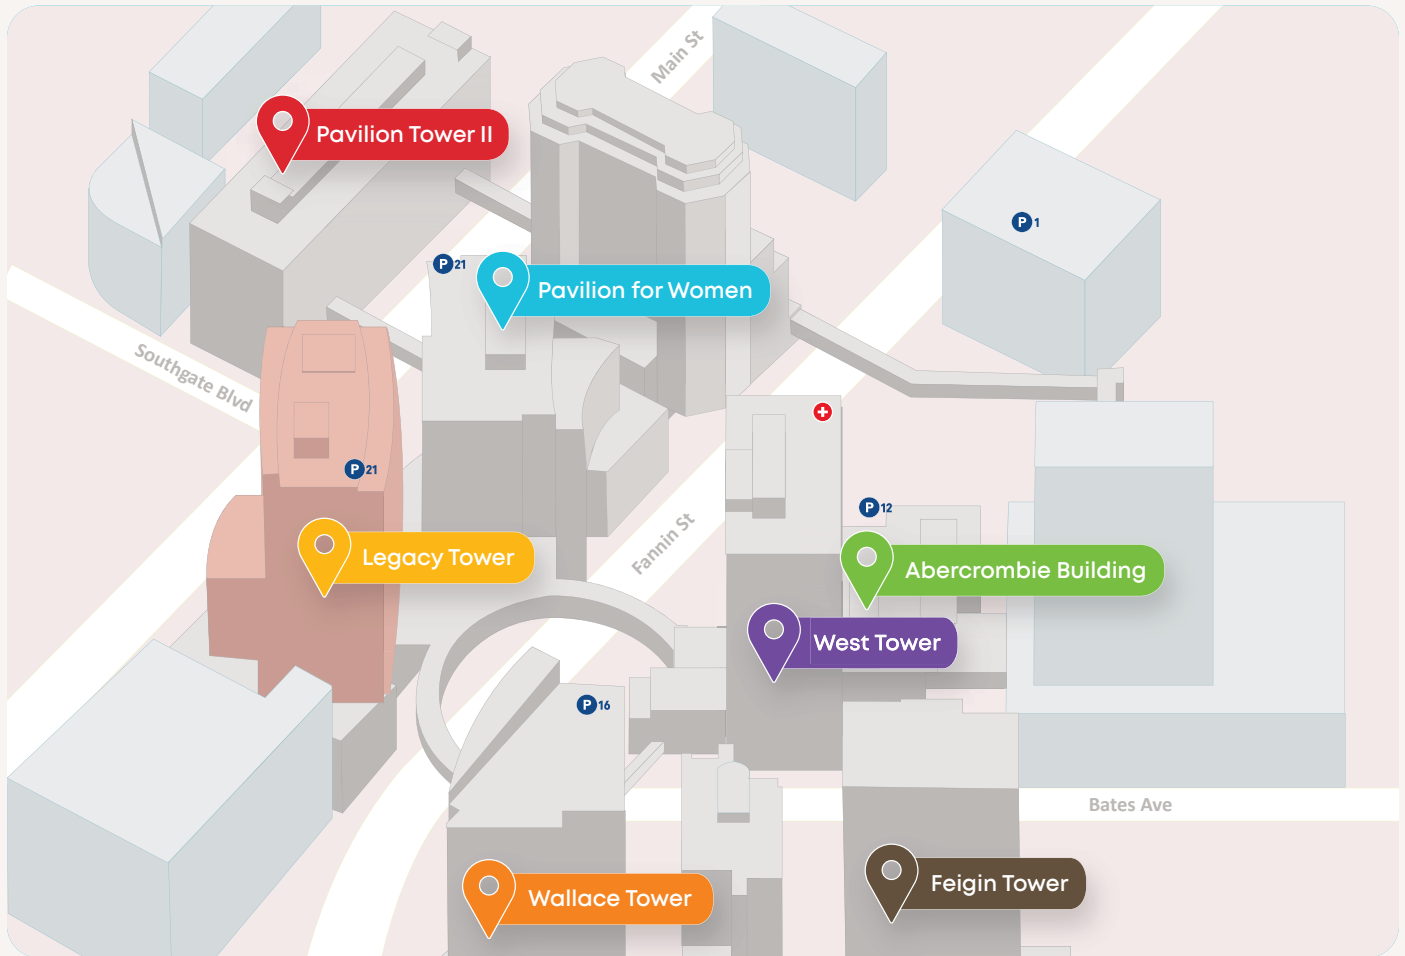 Main St
Pavilion Tower II
P 1
P 21
Pavilion for Women
Southgate Blvd
P 21
P 12
Fannin St
Legacy Tower
Abercrombie Building
West Tower
P 16
Bates Ave
Wallace Tower
Feigin Tower